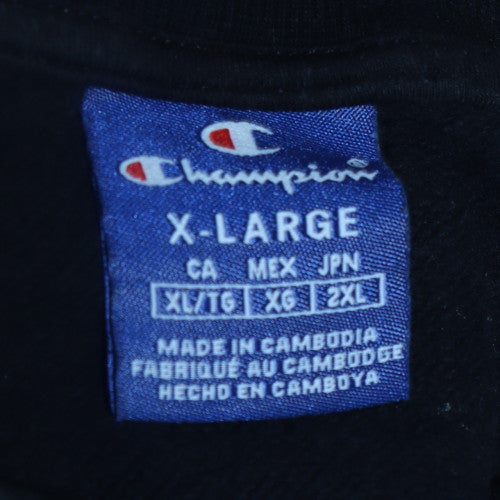 Champion
X-LARGE
CA MEX JPN
XL/TG XG 2XL
MADE IN CAMBODIA
FABRIQUÉ AU CAMBODGE
HECHO EN CAMBOYA